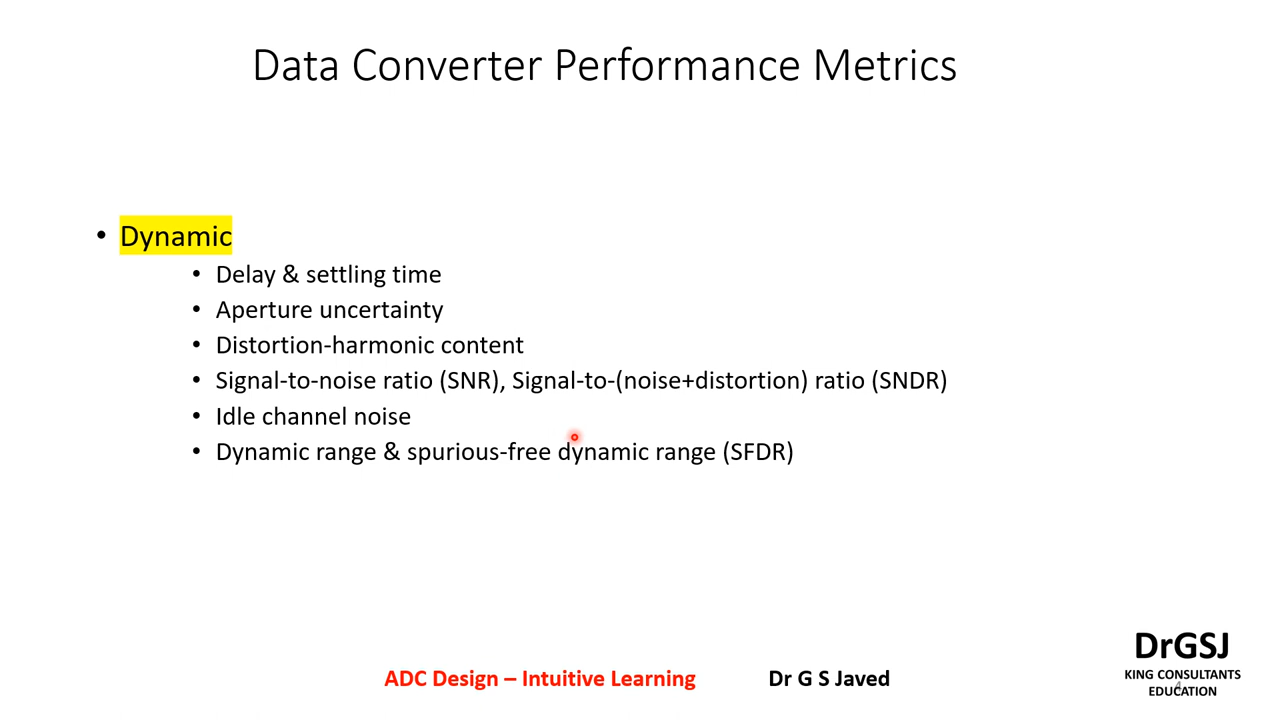 Data Converter Performance Metrics
• Dynamic
• Delay & settling time
• Aperture uncertainty
• Distortion-harmonic content
• Signal-to-noise ratio (SNR), Signal-to-(noise+distortion) ratio (SNDR)
• Idle channel noise
• Dynamic range & spurious-free dynamic range (SFDR)
ADC Design – Intuitive Learning Dr G S Javed
DrGSJ
KING CONSULTANTS
EDUCATION
4